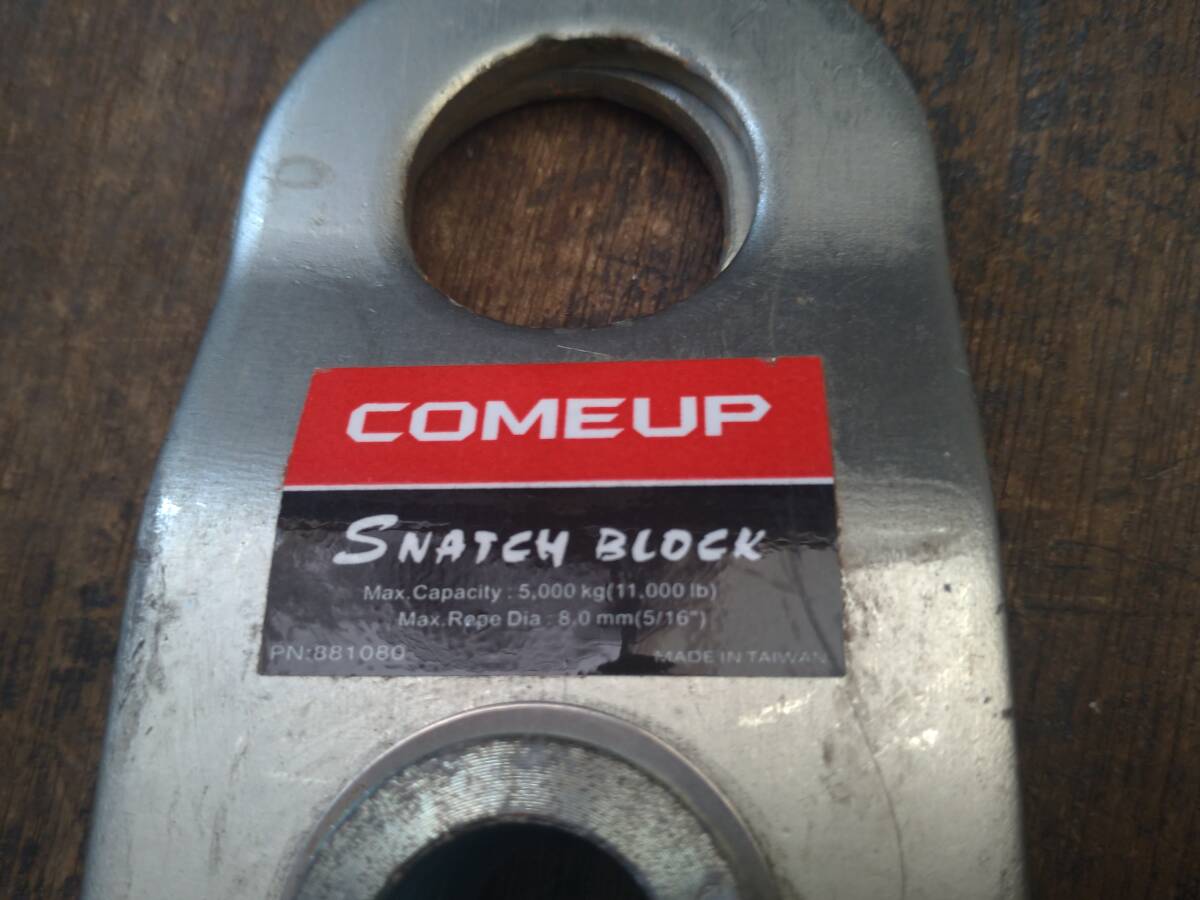 COMEUP
SNATCH BLOCK
Max.Capacity : 5,000 kg(11,000 lb)
Max.Rope Dia : 8.0 mm(5/16")
PN:881080 MADE IN TAIWAN